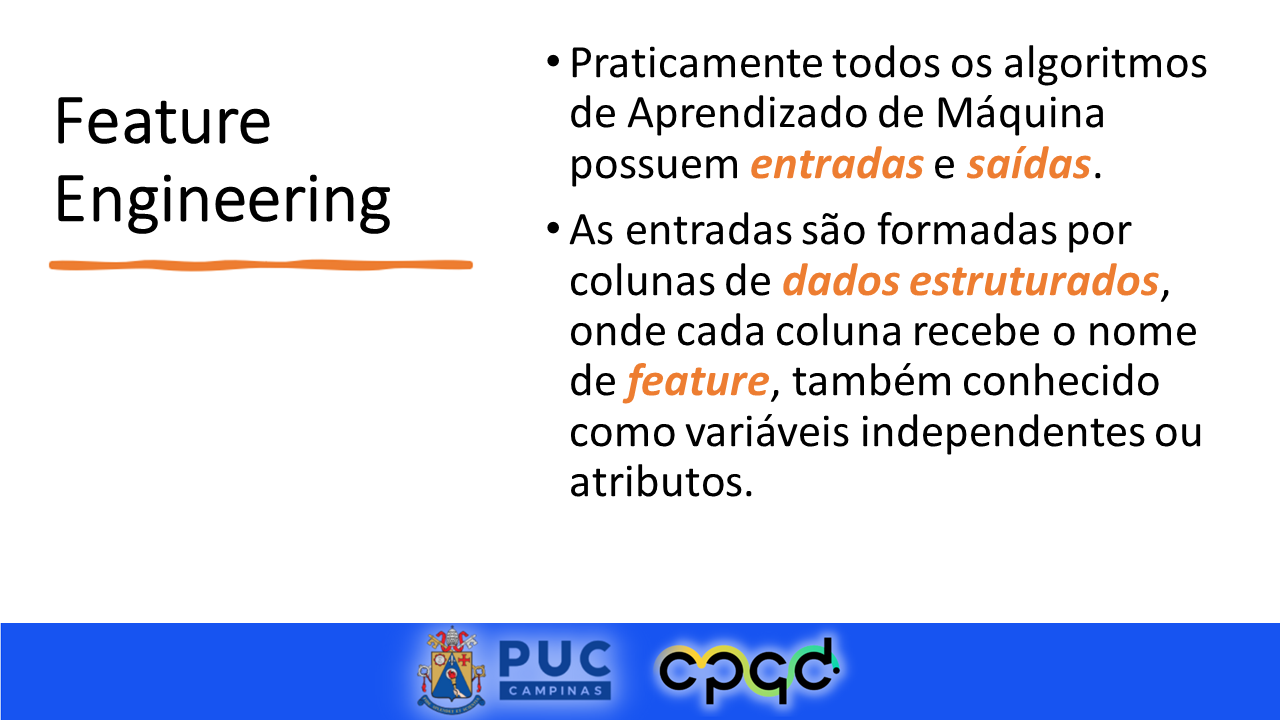 Feature
Engineering
• Praticamente todos os algoritmos
de Aprendizado de Máquina
possuem entradas e saídas.
• As entradas são formadas por
colunas de dados estruturados,
onde cada coluna recebe o nome
de feature, também conhecido
como variáveis independentes ou
atributos.
PUC
CAMPINAS
cpqd